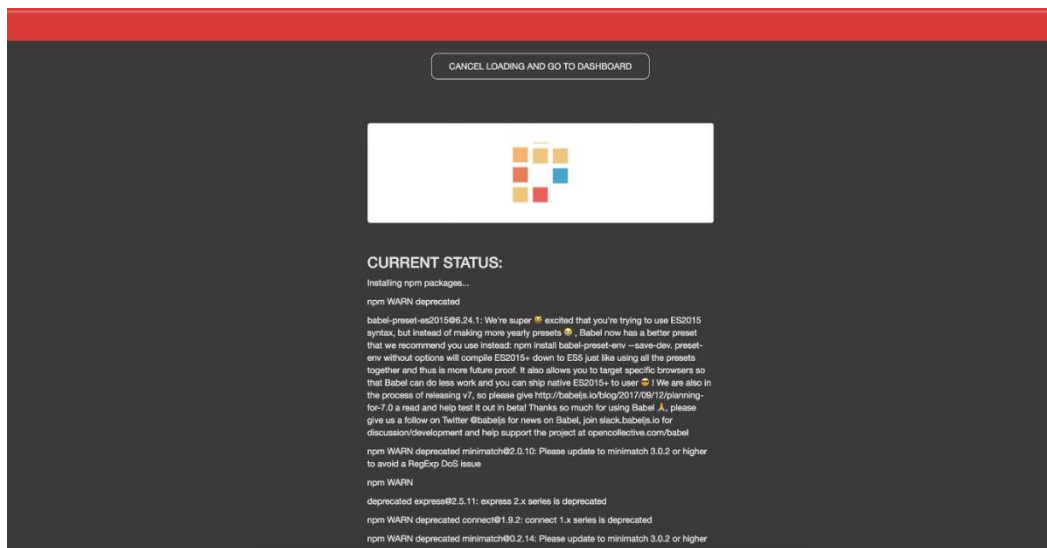 CANCEL LOADING AND GO TO DASHBOARD
CURRENT STATUS:
Installing npm packages...
npm WARN deprecated
babel-preset-es2015@6.24.1: We're super 😸 excited that you're trying to use ES2015
syntax, but instead of making more yearly presets 😭 , Babel now has a better preset
that we recommend you use instead: npm install babel-preset-env —save-dev. preset-
env without options will compile ES2015+ down to ES5 just like using all the presets
together and thus is more future proof. It also allows you to target specific browsers so
that Babel can do less work and you can ship native ES2015+ to user 😎 ! We are also in
the process of releasing v7, so please give http://babeljs.io/blog/2017/09/12/planning-
for-7.0 a read and help test it out in beta! Thanks so much for using Babel 🙏, please
give us a follow on Twitter @babeljs for news on Babel, join slack.babeljs.io for
discussion/development and help support the project at opencollective.com/babel
npm WARN deprecated minimatch@2.0.10: Please update to minimatch 3.0.2 or higher
to avoid a RegExp DoS issue
npm WARN
deprecated express@2.5.11: express 2.x series is deprecated
npm WARN deprecated connect@1.9.2: connect 1.x series is deprecated
npm WARN deprecated minimatch@0.2.14: Please update to minimatch 3.0.2 or higher